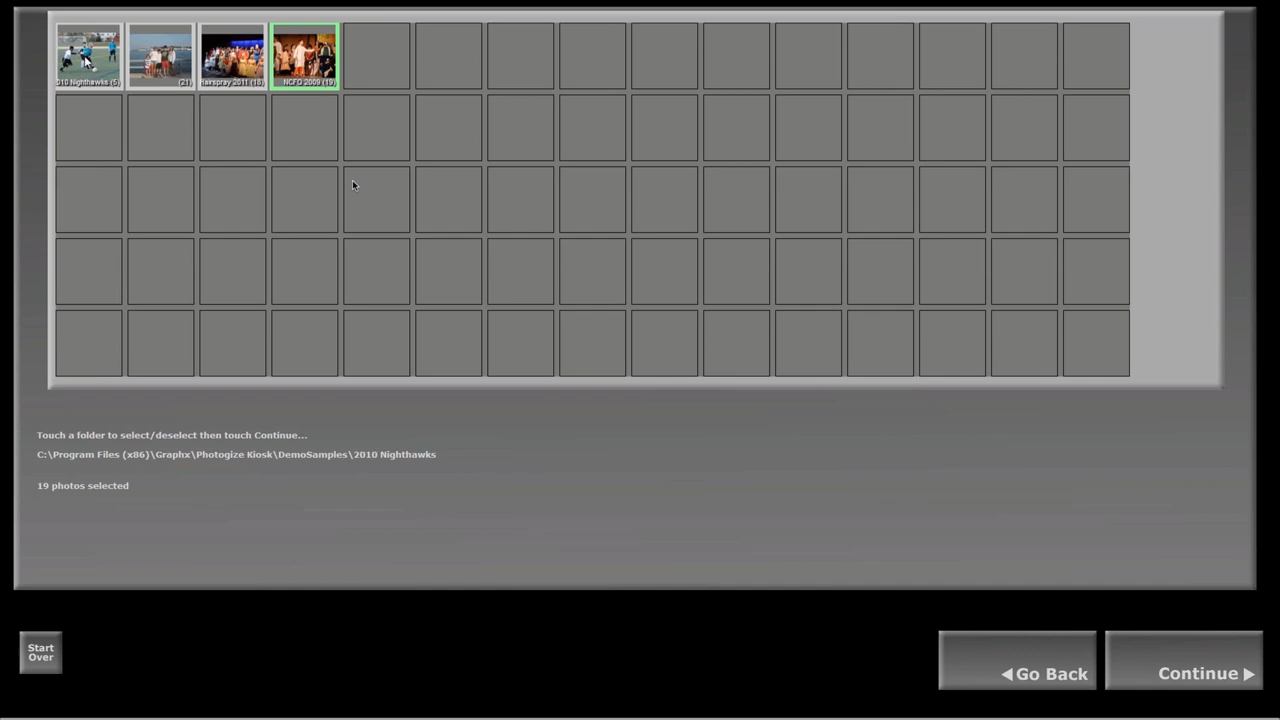 010 Nighthawks (5)
(21)
Hairspray 2011 (18)
NCFO 2009 (19)
Touch a folder to select/deselect then touch Continue...
C:\Program Files (x86)\Graphx\Photogize Kiosk\DemoSamples\2010 Nighthawks
19 photos selected
Start
Over
Go Back
Continue